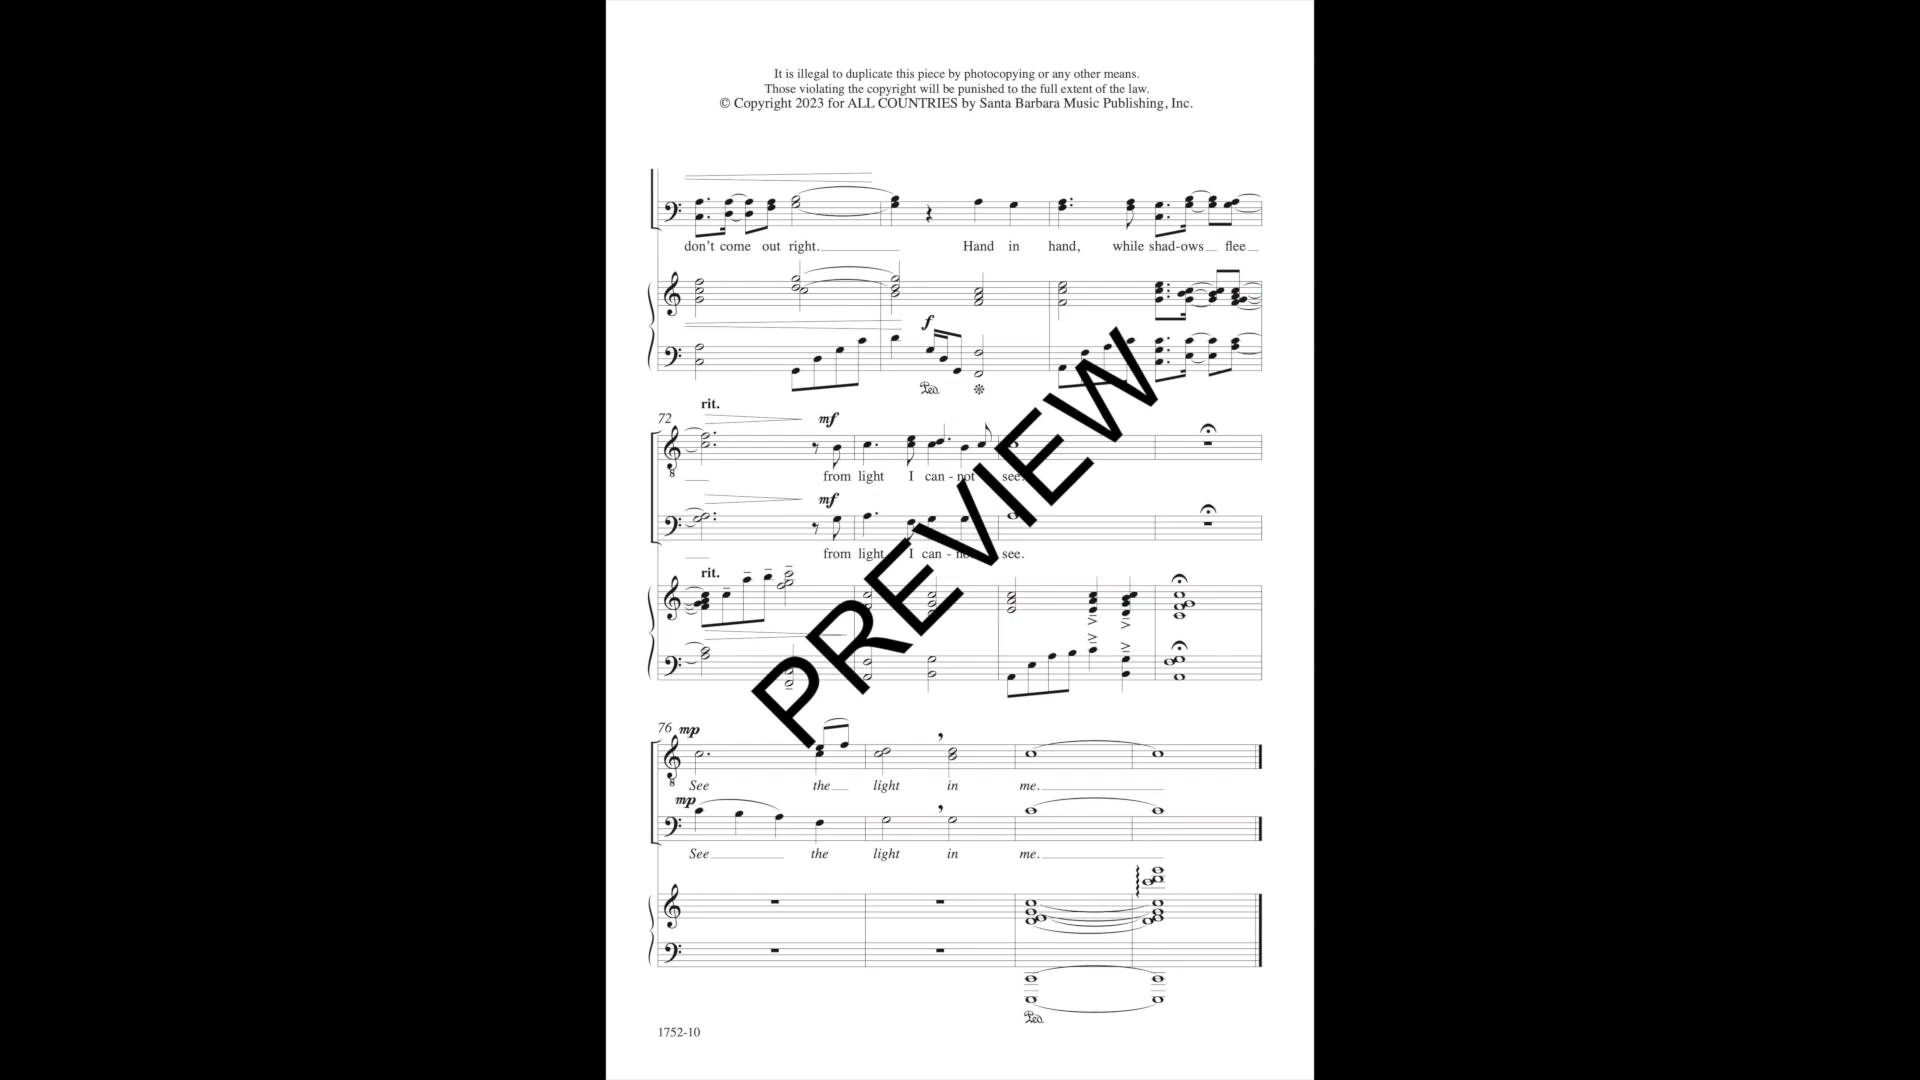 It is illegal to duplicate this piece by photocopying or any other means.
Those violating the copyright will be punished to the full extent of the law.
© Copyright 2023 for ALL COUNTRIES by Santa Barbara Music Publishing, Inc.
don't come out right. Hand in hand, while shad-ows flee
f
Ped.
rit.
72
mf
from light I can - not see.
mf
from light I can - not see.
rit.
PREVIEW
76 mp
8
See the light in me.
mp
See the light in me.
Ped.
1752-10